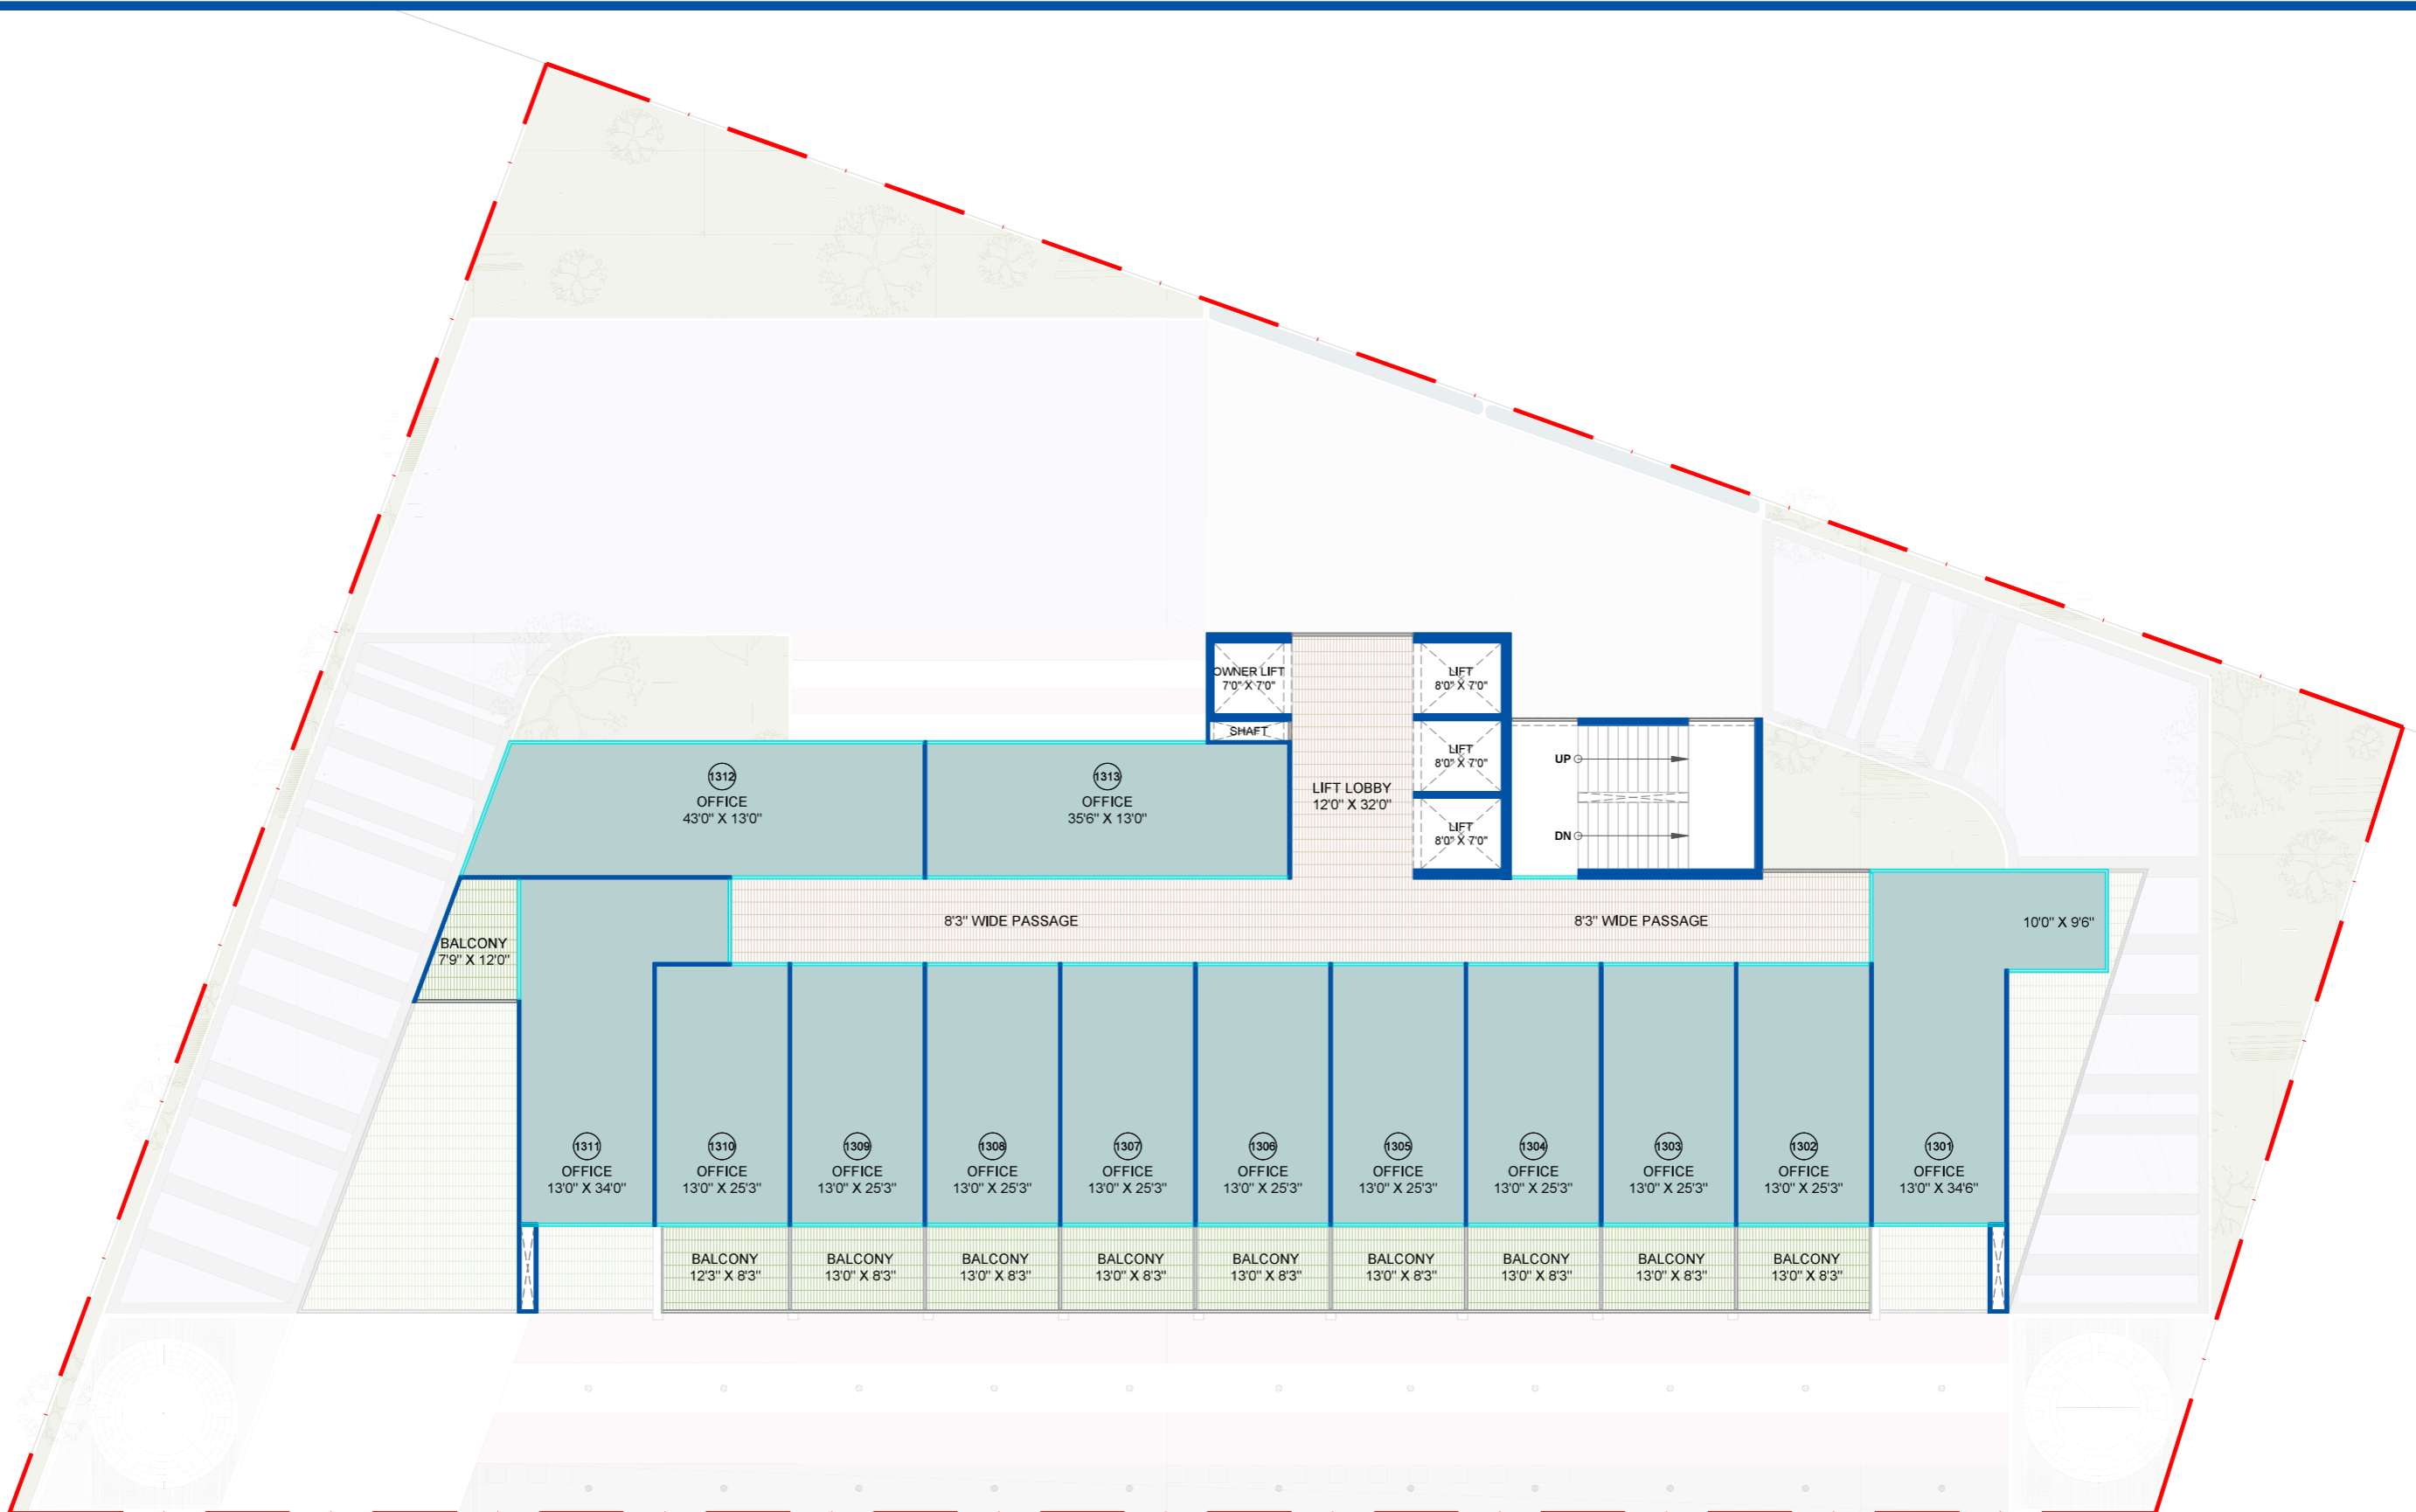 OWNER LIFT
7'0" X 7'0"
LIFT
8'0" X 7'0"
SHAFT
LIFT
8'0" X 7'0"
UP
1312
OFFICE
43'0" X 13'0"
1313
OFFICE
35'6" X 13'0"
LIFT LOBBY
12'0" X 32'0"
LIFT
8'0" X 7'0"
DN
8'3" WIDE PASSAGE
8'3" WIDE PASSAGE
10'0" X 9'6"
BALCONY
7'9" X 12'0"
1311
OFFICE
13'0" X 34'0"
1310
OFFICE
13'0" X 25'3"
1309
OFFICE
13'0" X 25'3"
1308
OFFICE
13'0" X 25'3"
1307
OFFICE
13'0" X 25'3"
1306
OFFICE
13'0" X 25'3"
1305
OFFICE
13'0" X 25'3"
1304
OFFICE
13'0" X 25'3"
1303
OFFICE
13'0" X 25'3"
1302
OFFICE
13'0" X 25'3"
1301
OFFICE
13'0" X 34'6"
BALCONY
12'3" X 8'3"
BALCONY
13'0" X 8'3"
BALCONY
13'0" X 8'3"
BALCONY
13'0" X 8'3"
BALCONY
13'0" X 8'3"
BALCONY
13'0" X 8'3"
BALCONY
13'0" X 8'3"
BALCONY
13'0" X 8'3"
BALCONY
13'0" X 8'3"